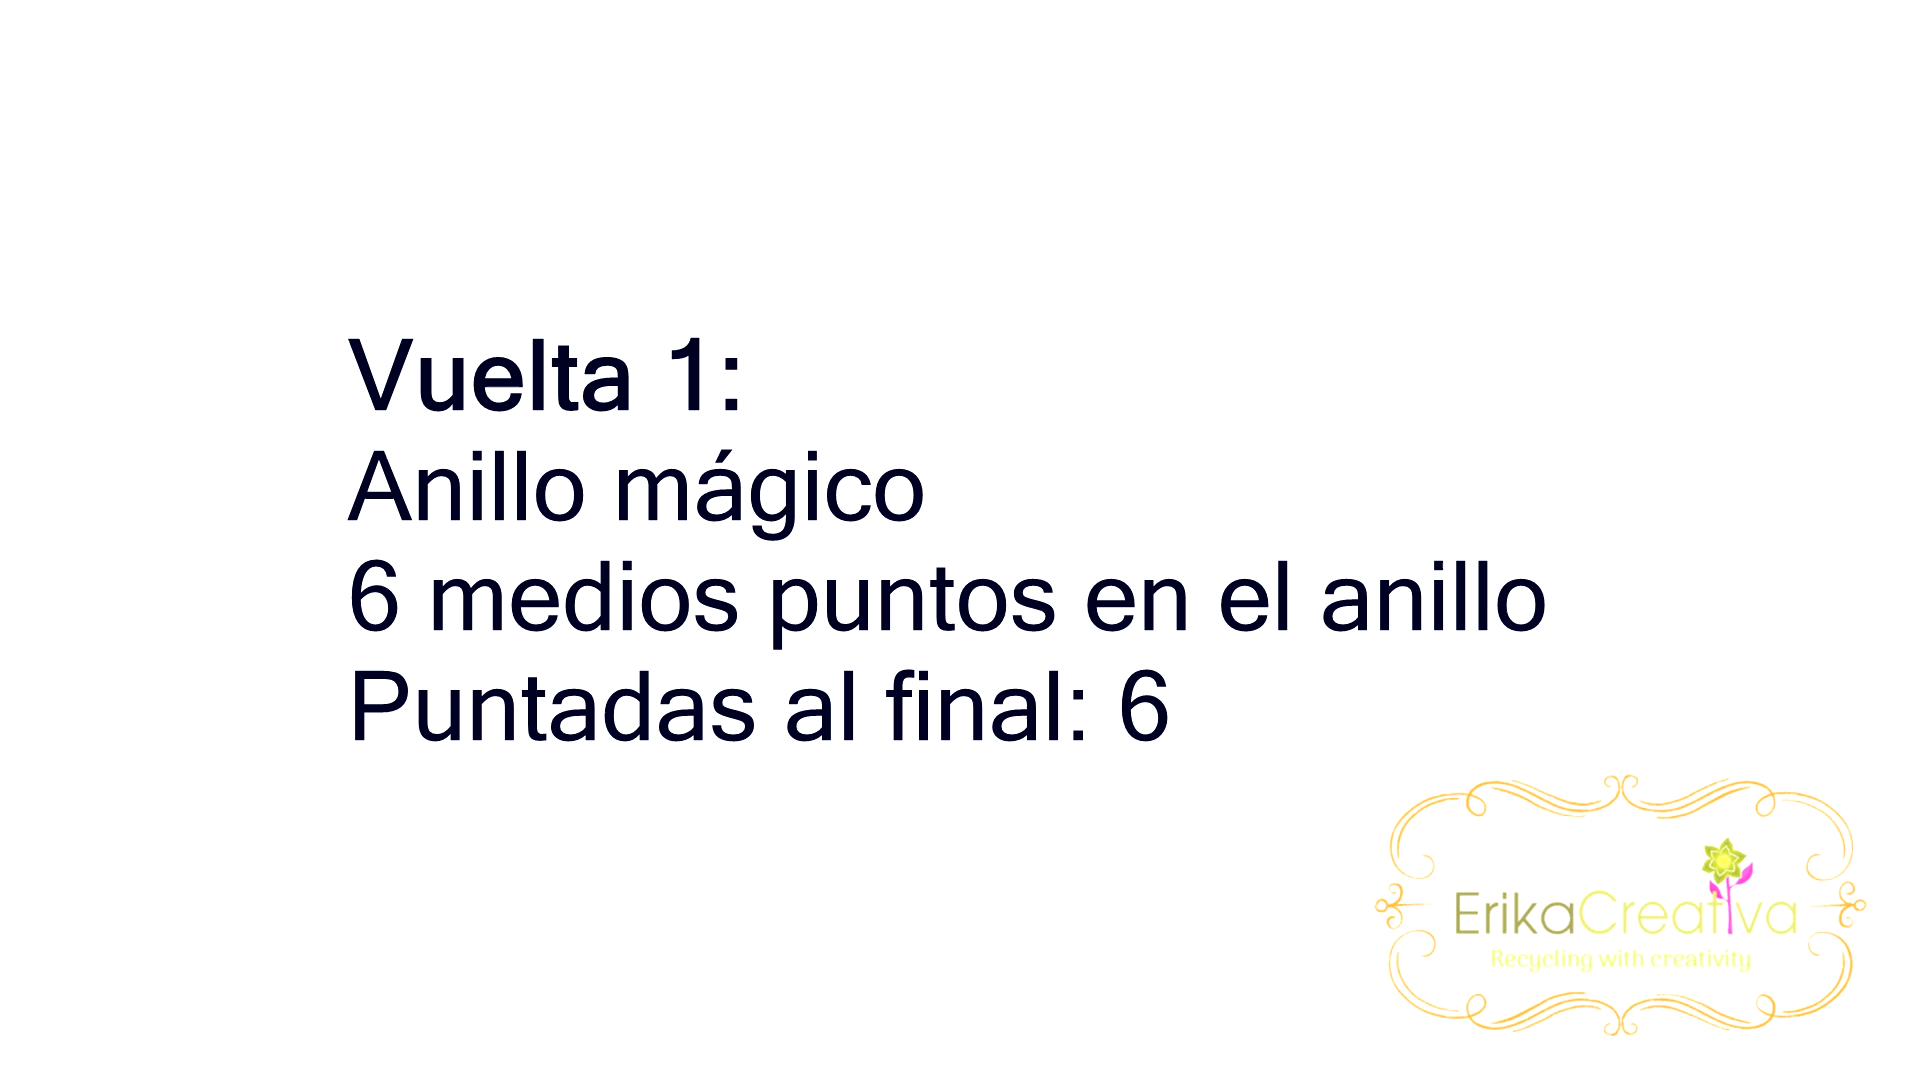 Vuelta 1:
Anillo mágico
6 medios puntos en el anillo
Puntadas al final: 6
ErikaCreativa
Recycling with creativity